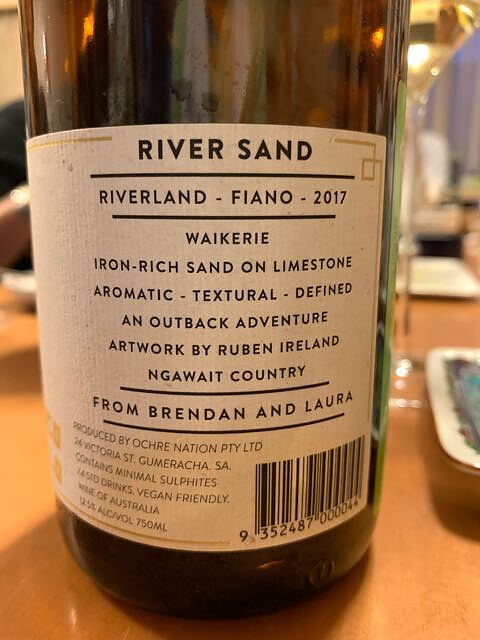 RIVER SAND
RIVERLAND - FIANO - 2017
WAIKERIE
IRON-RICH SAND ON LIMESTONE
AROMATIC - TEXTURAL - DEFINED
AN OUTBACK ADVENTURE
ARTWORK BY RUBEN IRELAND
NGAWAIT COUNTRY
FROM BRENDAN AND LAURA
PRODUCED BY OCHRE NATION PTY LTD
26 VICTORIA ST. GUMERACHA, SA.
CONTAINS MINIMAL SULPHITES
7.4 STD DRINKS. VEGAN FRIENDLY.
WINE OF AUSTRALIA
12.5% ALC/VOL 750ML
9 352487 000044